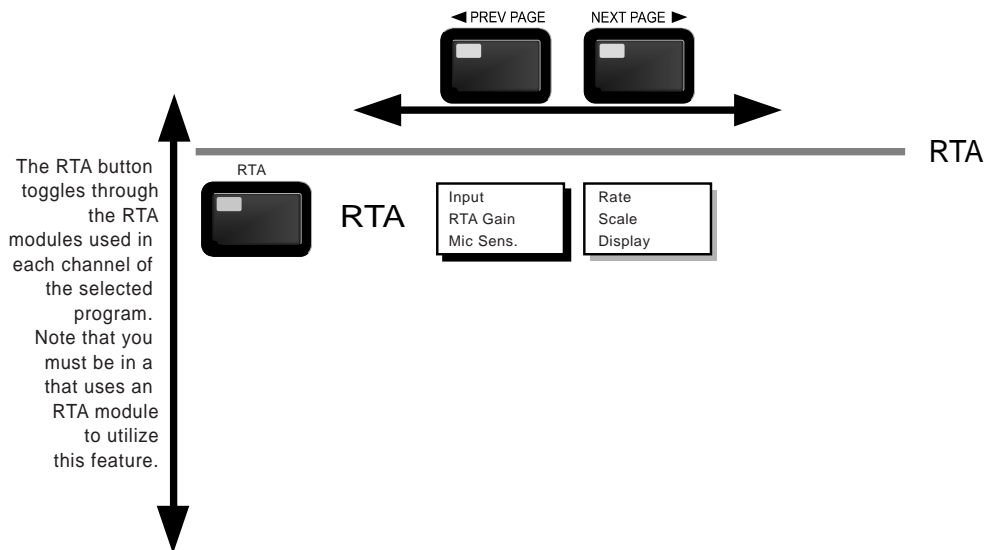 ◄ PREV PAGE
NEXT PAGE ►
RTA
The RTA button
toggles through
the RTA
modules used in
each channel of
the selected
program.
Note that you
must be in a
that uses an
RTA module
to utilize
this feature.
RTA
RTA
Input
RTA Gain
Mic Sens.
Rate
Scale
Display